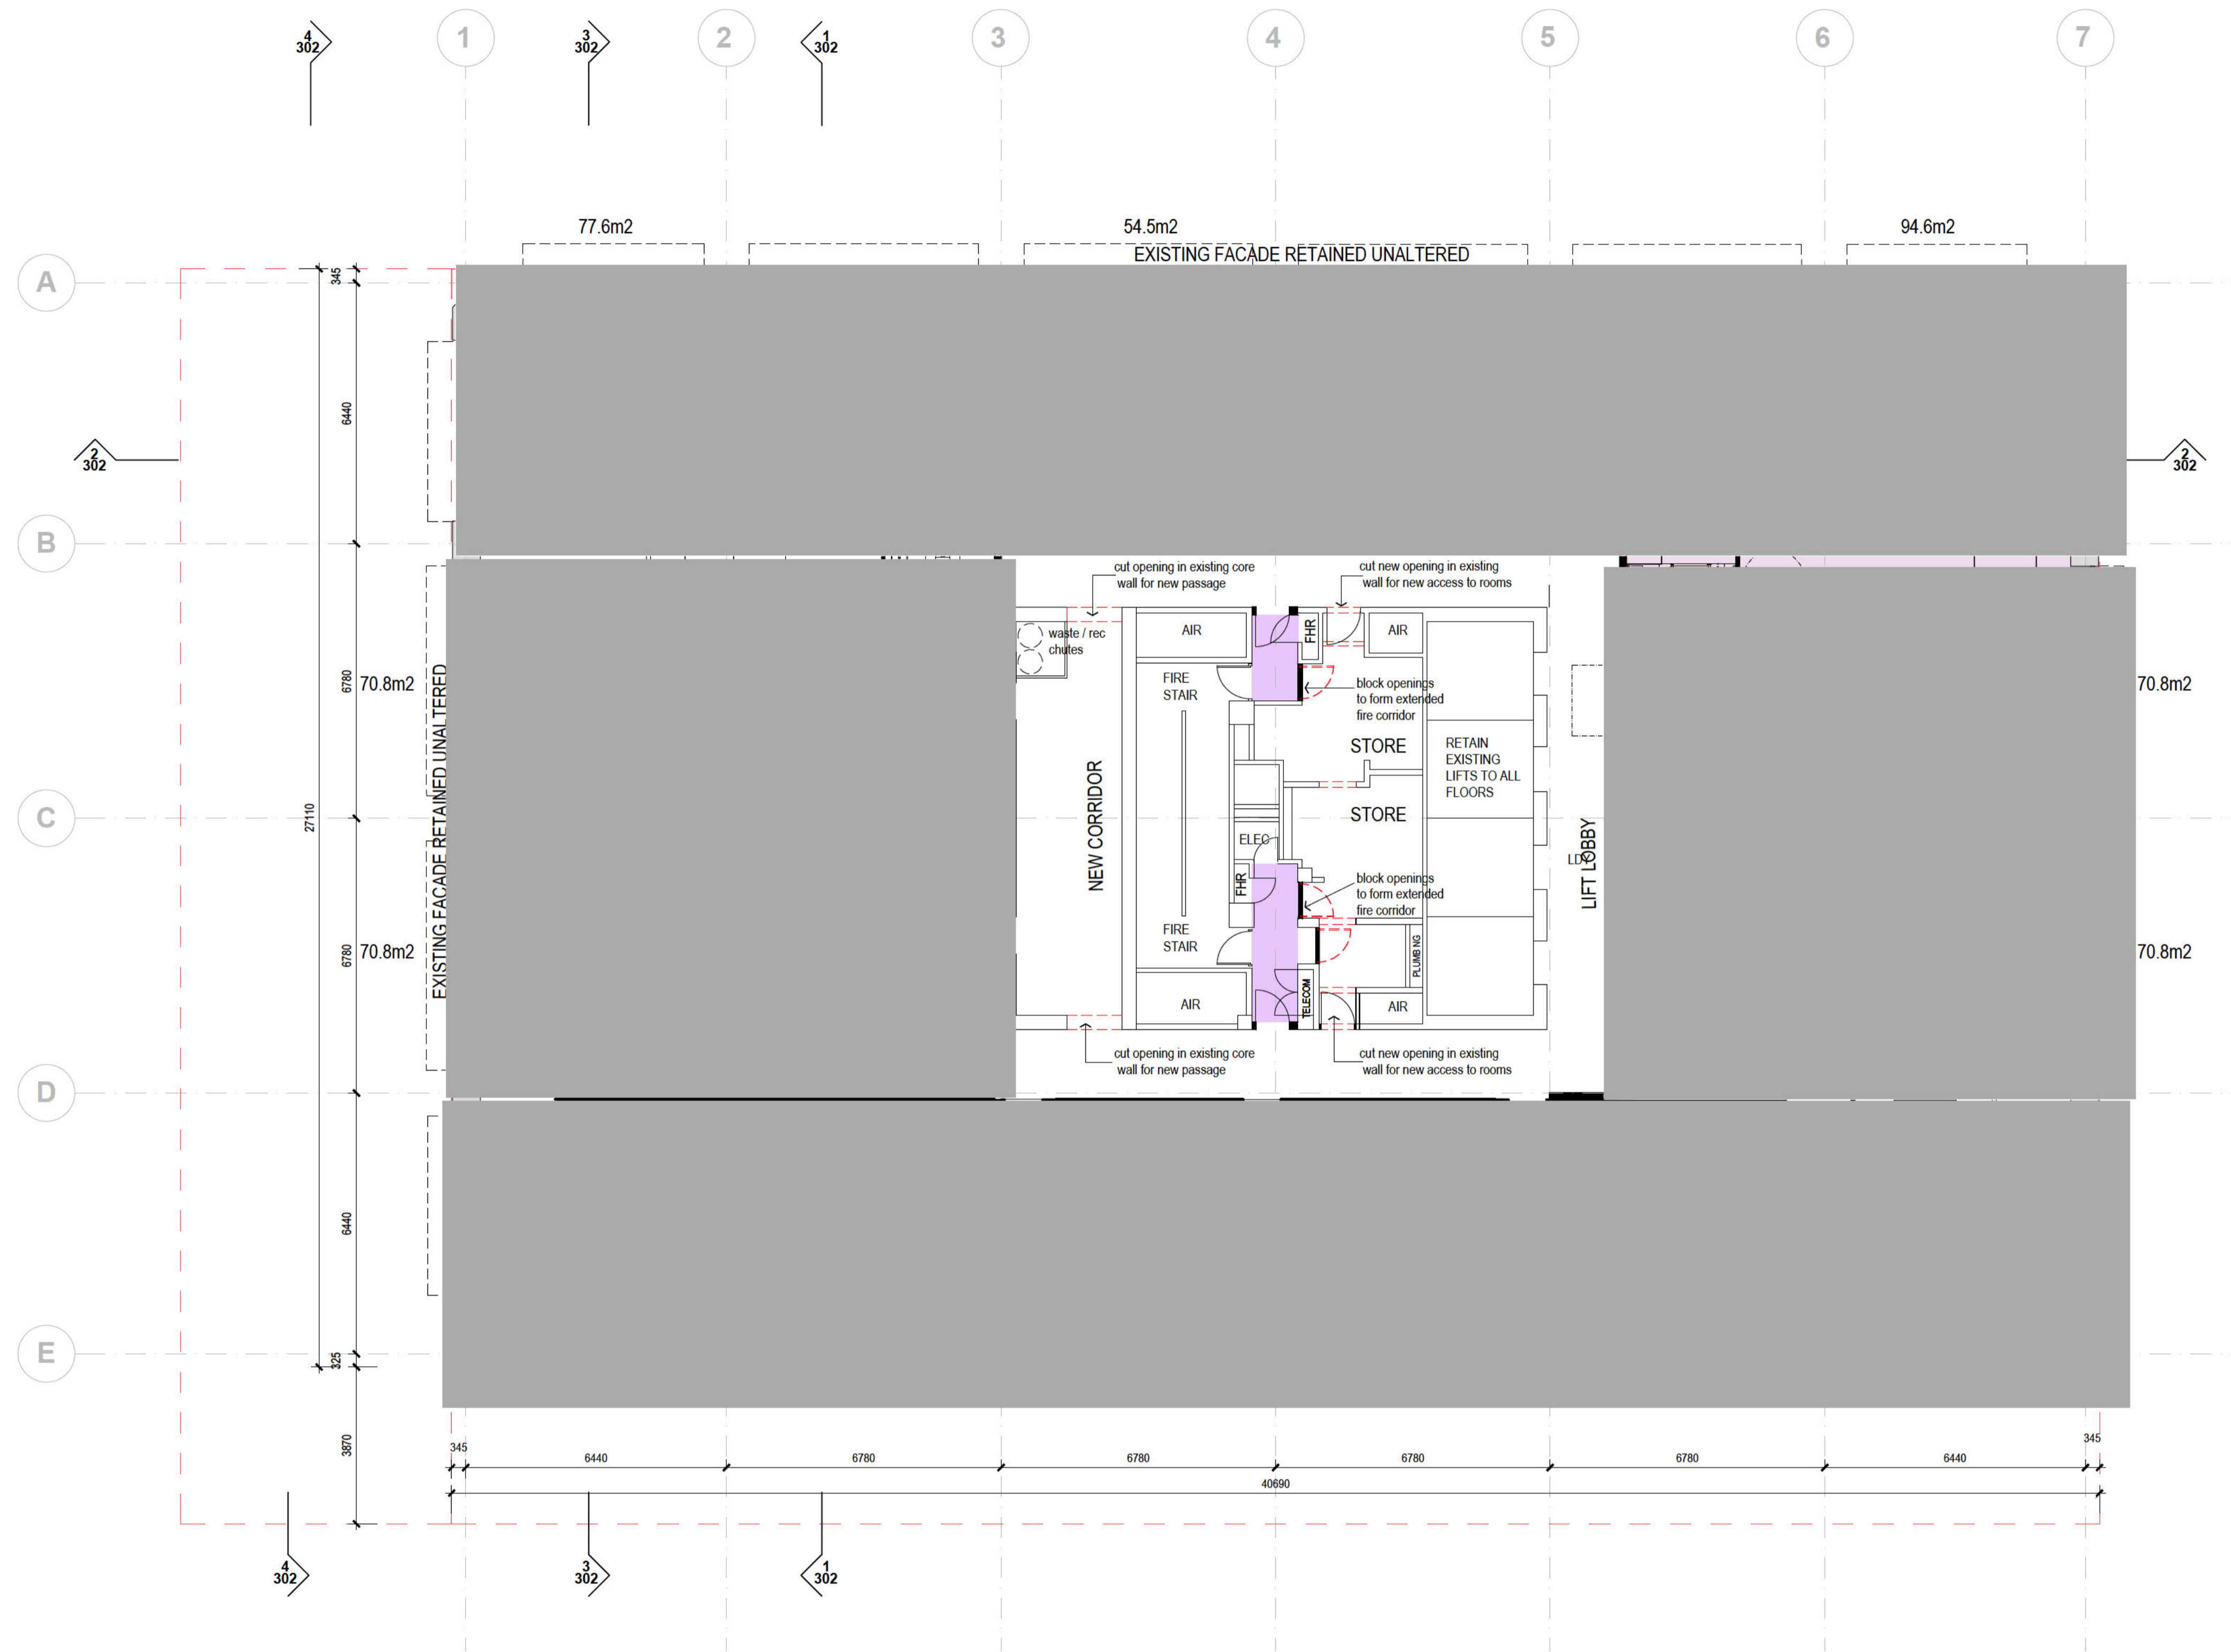 4
302
3
302
1
302
1
2
3
4
5
6
7
77.6m2
54.5m2
94.6m2
EXISTING FACADE RETAINED UNALTERED
A
345
6440
2
302
2
302
B
cut opening in existing core
wall for new passage
cut new opening in existing
wall for new access to rooms
waste / rec
chutes
AIR
FHR
AIR
FIRE
STAIR
block openings
to form extended
fire corridor
6780
70.8m2
70.8m2
EXISTING FACADE RETAINED UNALTERED
STORE
RETAIN
EXISTING
LIFTS TO ALL
FLOORS
NEW CORRIDOR
27110
C
STORE
ELEC
LIFT LOBBY
FHR
block openings
to form extended
fire corridor
FIRE
STAIR
6780
70.8m2
70.8m2
PLUMB NG
AIR
TELECOM
AIR
cut opening in existing core
wall for new passage
cut new opening in existing
wall for new access to rooms
D
6440
E
325
3870
345
6440
6780
6780
6780
6780
6440
345
40690
4
302
3
302
1
302